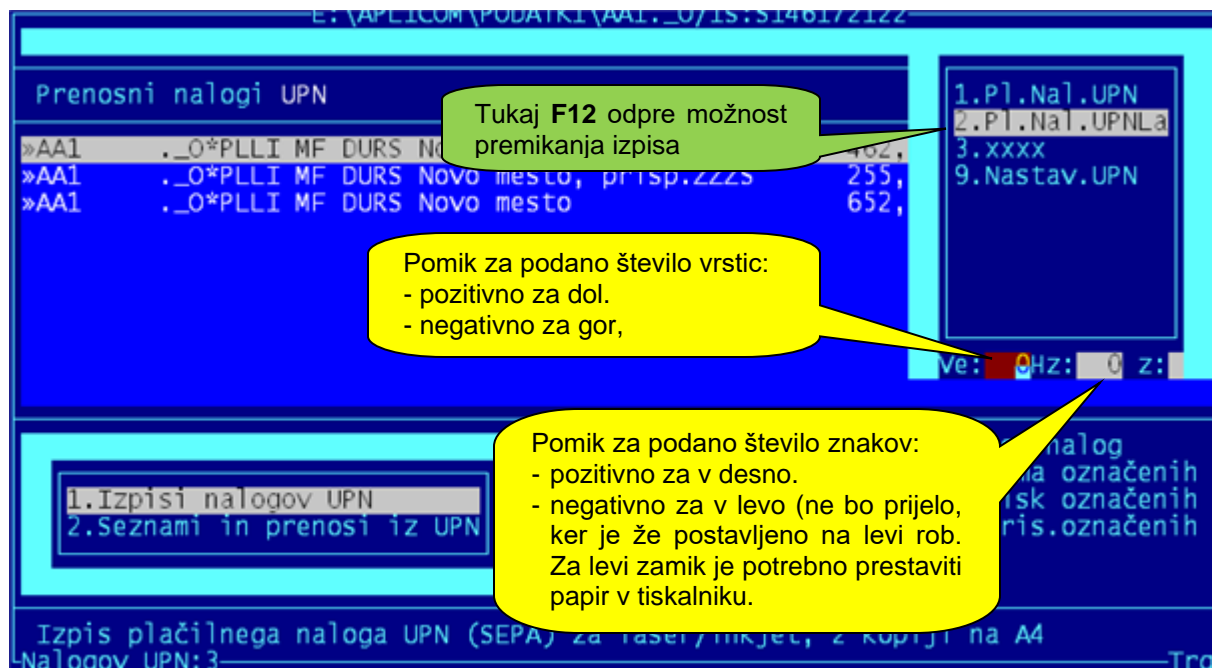 E:\APLICOM\PODATKI\AA1._O/IS:S146172122
Prenosni nalogi UPN
»AA1 ._O*PLLI MF DURS No 462,
»AA1 ._O*PLLI MF DURS Novo mesto, prisp.ZZZS 255,
»AA1 ._O*PLLI MF DURS Novo mesto 652,
Tukaj F12 odpre možnost
premikanja izpisa
1.Pl.Nal.UPN
2.Pl.Nal.UPNLa
3.xxxx
9.Nastav.UPN
Pomik za podano število vrstic:
- pozitivno za dol.
- negativno za gor,
Ve: 0Hz: 0 z:
Pomik za podano število znakov:
- pozitivno za v desno.
- negativno za v levo (ne bo prijelo,
ker je že postavljeno na levi rob.
Za levi zamik je potrebno prestaviti
papir v tiskalniku.
nalog
označenih
isk označenih
ris.označenih
1.Izpisi nalogov UPN
2.Seznami in prenosi iz UPN
Izpis plačilnega naloga UPN (SEPA) za laser/inkjet, 2 kopiji na A4
Nalogov UPN:3